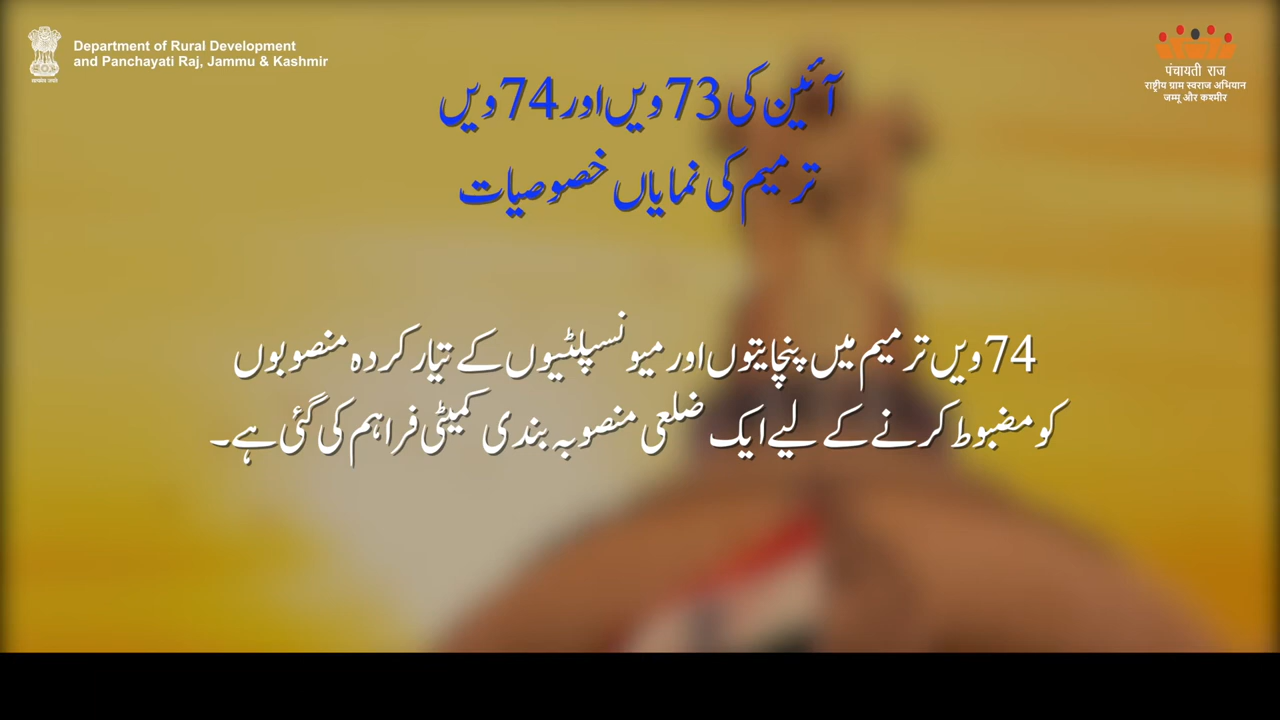 Department of Rural Development
and Panchayati Raj, Jammu & Kashmir
पंचायती राज
राष्ट्रीय ग्राम स्वराज अभियान
जम्मू और कश्मीर
آئین کی 73 ویں اور 74 ویں
ترمیم کی نمایاں خصوصیات
74 ویں ترمیم میں پنچایتوں اور میونسپلٹیوں کے تیار کردہ منصوبوں
کو مضبوط کرنے کے لیے ایک ضلعی منصوبہ بندی کمیٹی فراہم کی گئی ہے۔